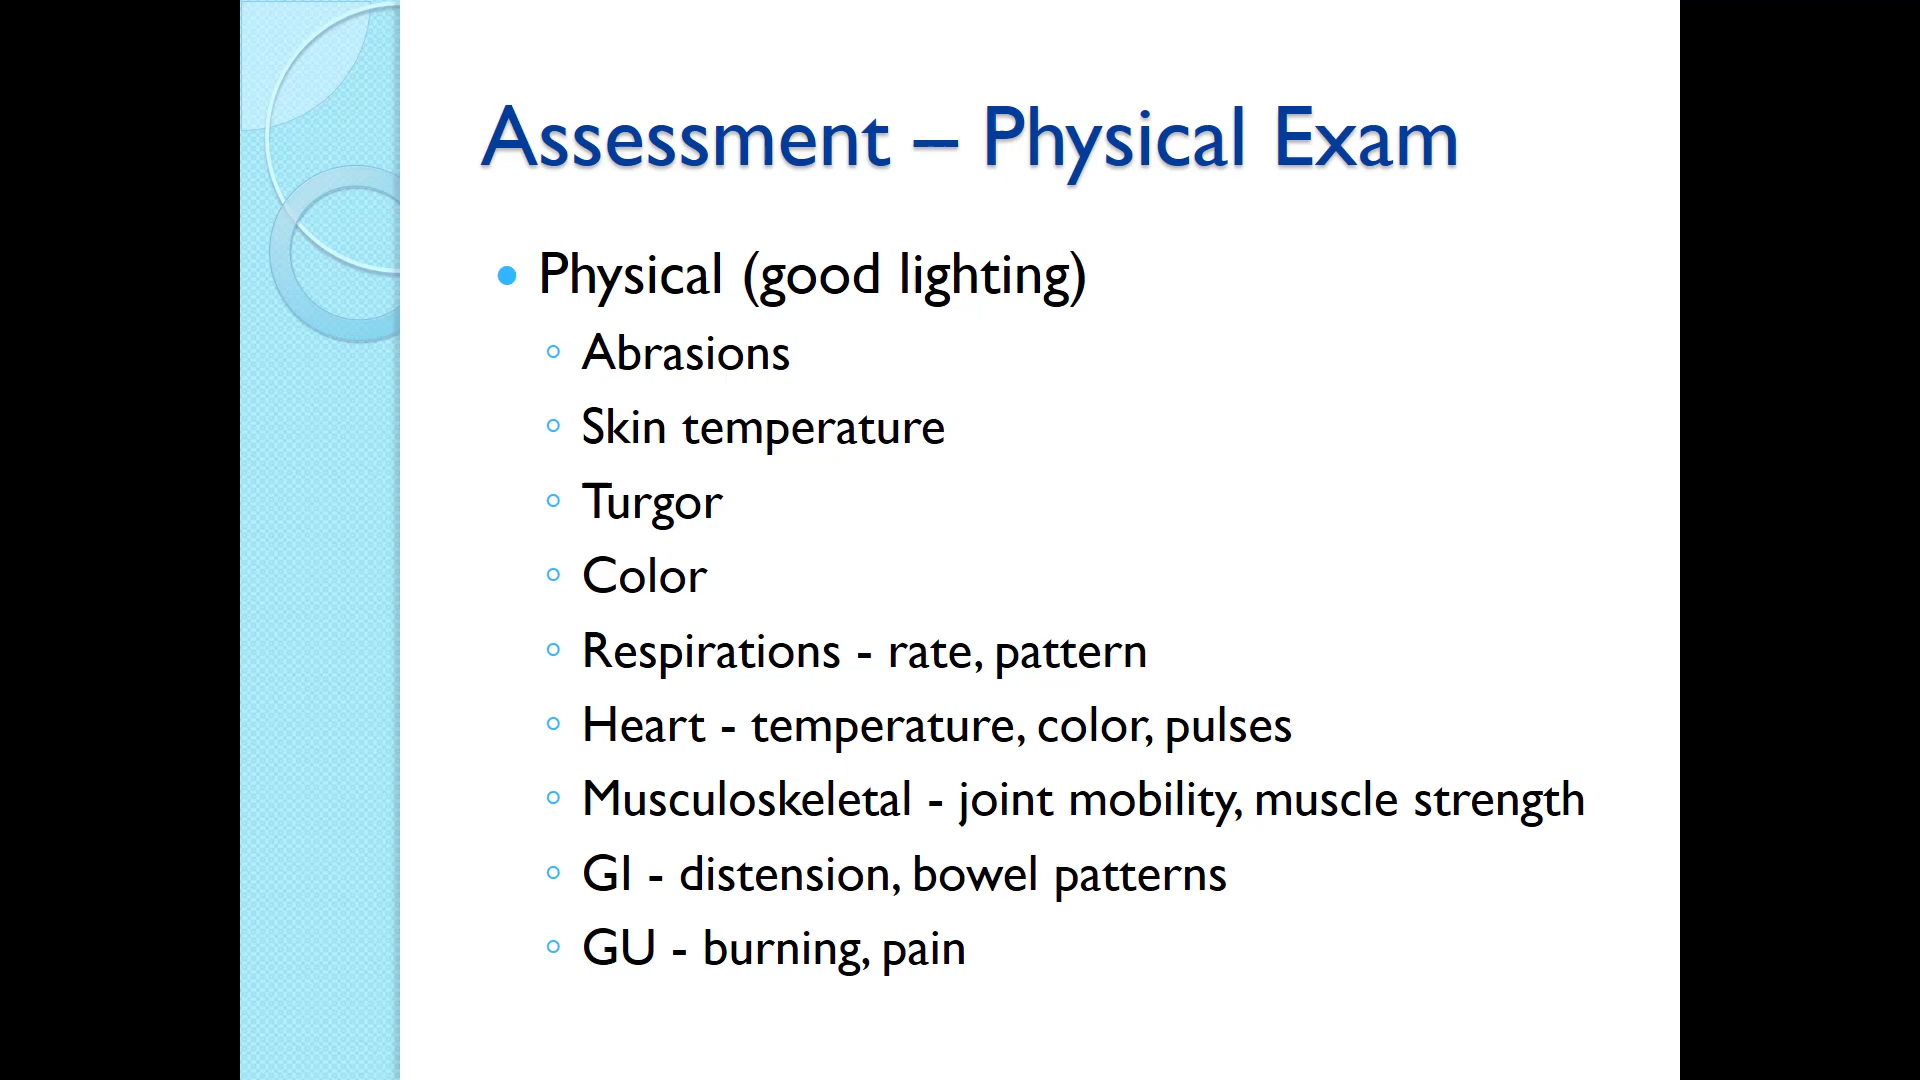 Assessment – Physical Exam
• Physical (good lighting)
◦ Abrasions
◦ Skin temperature
◦ Turgor
◦ Color
◦ Respirations - rate, pattern
◦ Heart - temperature, color, pulses
◦ Musculoskeletal - joint mobility, muscle strength
◦ GI - distension, bowel patterns
◦ GU - burning, pain